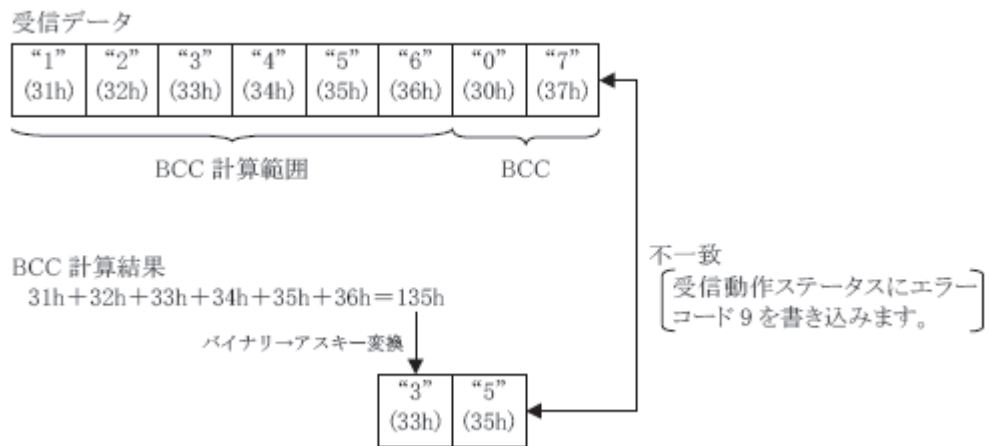 受信データ
“1” “2” “3” “4” “5” “6” “0” “7”
(31h) (32h) (33h) (34h) (35h) (36h) (30h) (37h)
BCC 計算範囲 BCC
不一致
受信動作ステータスにエラー
コード 9 を書き込みます。
BCC 計算結果
31h+32h+33h+34h+35h+36h=135h
バイナリ→アスキー変換
“3” “5”
(33h) (35h)